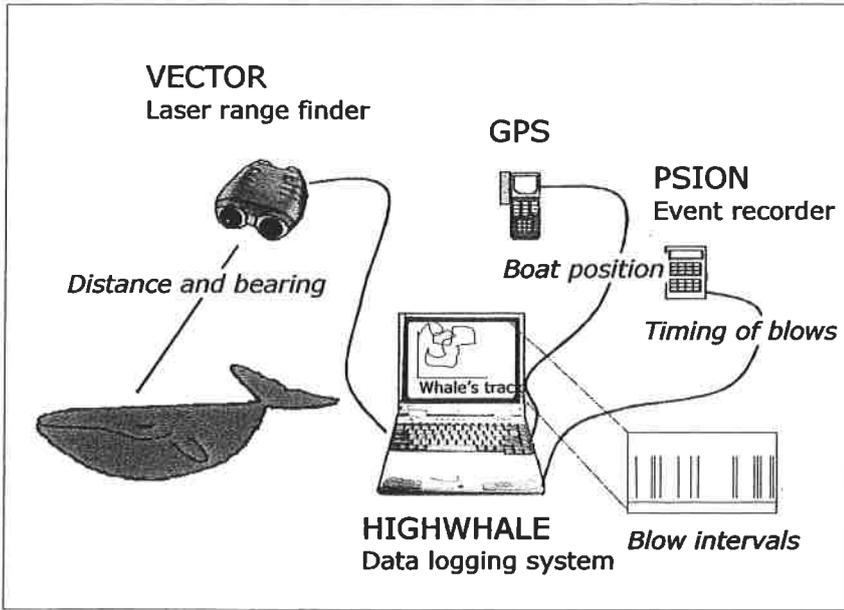 VECTOR
Laser range finder
GPS
PSION
Event recorder
Distance and bearing
Boat position
Timing of blows
Whale's track
HIGHWHALE
Data logging system
Blow intervals